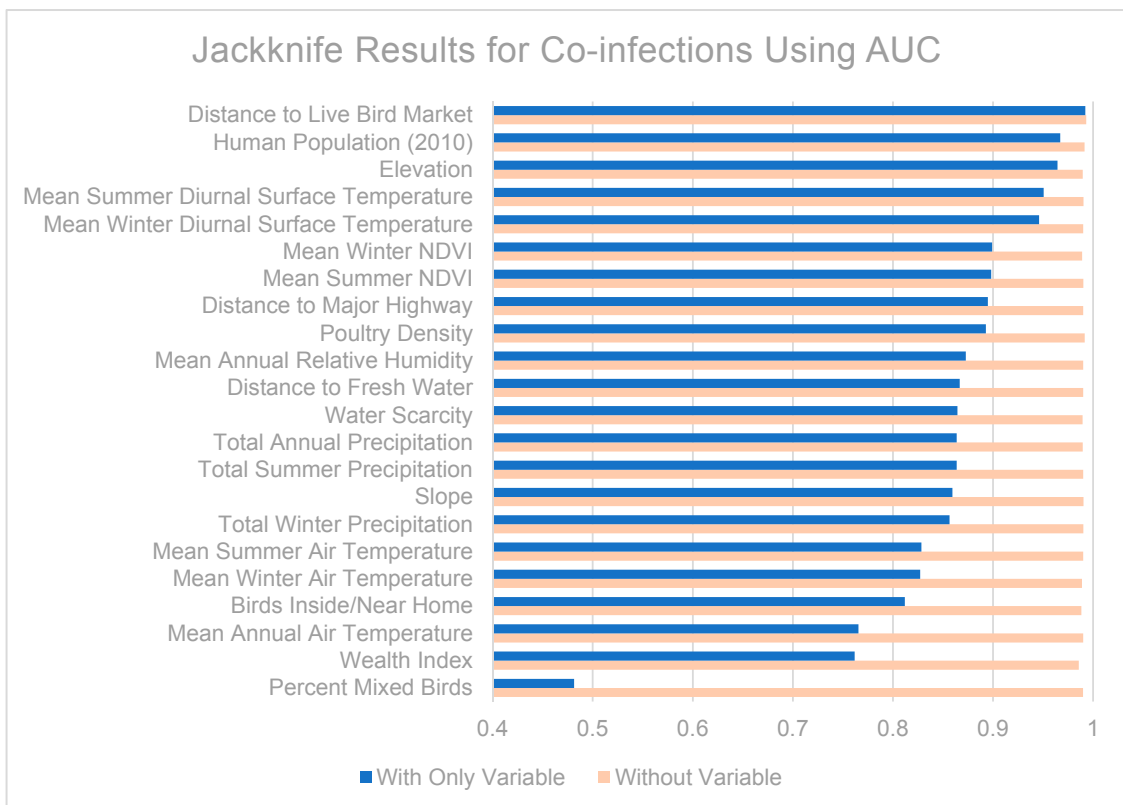 Jackknife Results for Co-infections Using AUC
Distance to Live Bird Market
Human Population (2010)
Elevation
Mean Summer Diurnal Surface Temperature
Mean Winter Diurnal Surface Temperature
Mean Winter NDVI
Mean Summer NDVI
Distance to Major Highway
Poultry Density
Mean Annual Relative Humidity
Distance to Fresh Water
Water Scarcity
Total Annual Precipitation
Total Summer Precipitation
Slope
Total Winter Precipitation
Mean Summer Air Temperature
Mean Winter Air Temperature
Birds Inside/Near Home
Mean Annual Air Temperature
Wealth Index
Percent Mixed Birds
0.4 0.5 0.6 0.7 0.8 0.9 1
With Only Variable Without Variable